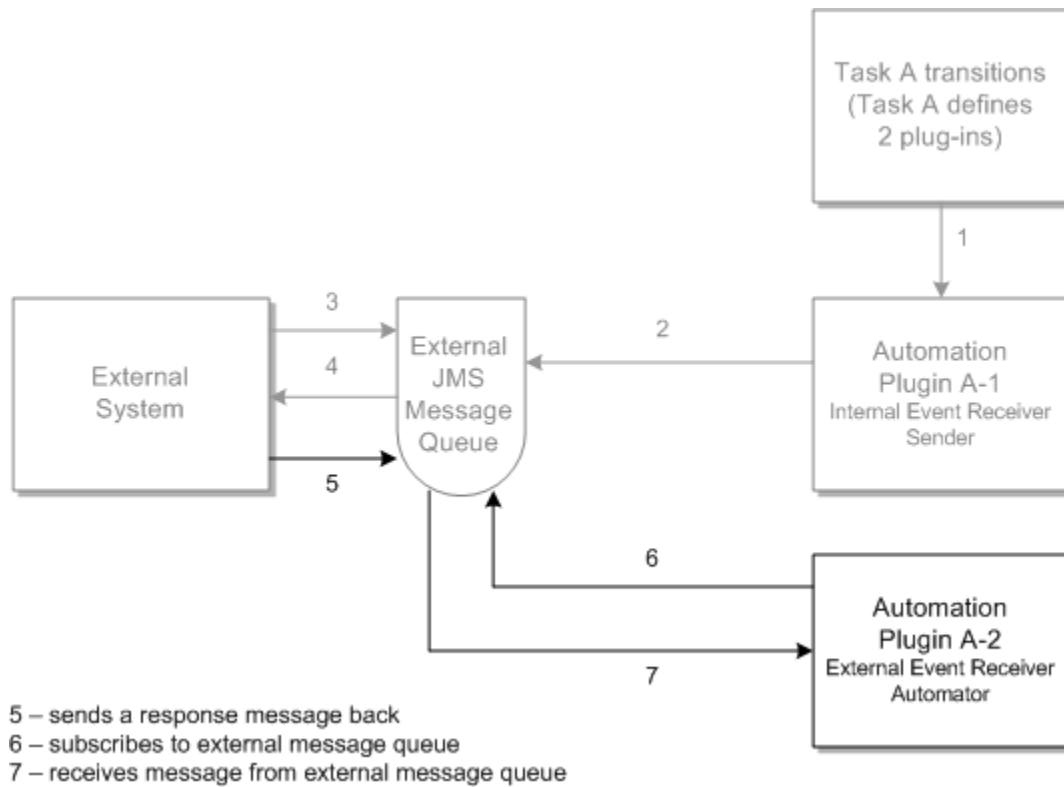 Task A transitions
(Task A defines
2 plug-ins)
1
External
System
3
4
5
External
JMS
Message
Queue
2
Automation
Plugin A-1
Internal Event Receiver
Sender
6
7
Automation
Plugin A-2
External Event Receiver
Automator
5 – sends a response message back
6 – subscribes to external message queue
7 – receives message from external message queue